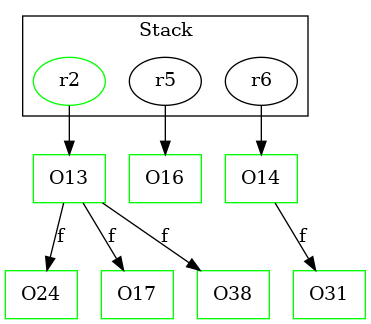 Stack
r2 r5 r6
O13 O16 O14
f f f f
O24 O17 O38 O31